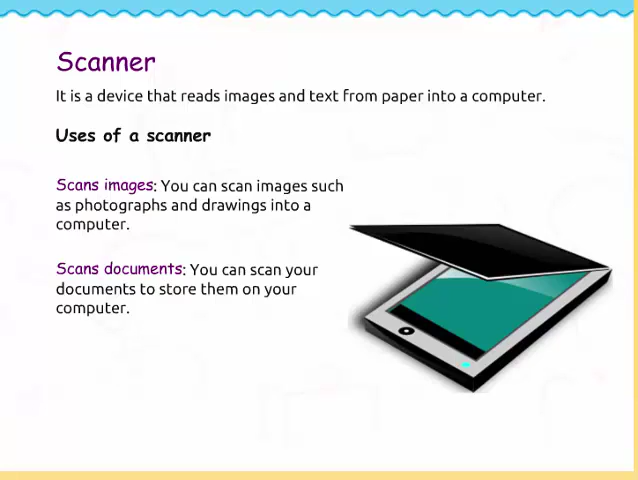 Scanner
It is a device that reads images and text from paper into a computer.
Uses of a scanner
Scans images: You can scan images such
as photographs and drawings into a
computer.
Scans documents: You can scan your
documents to store them on your
computer.